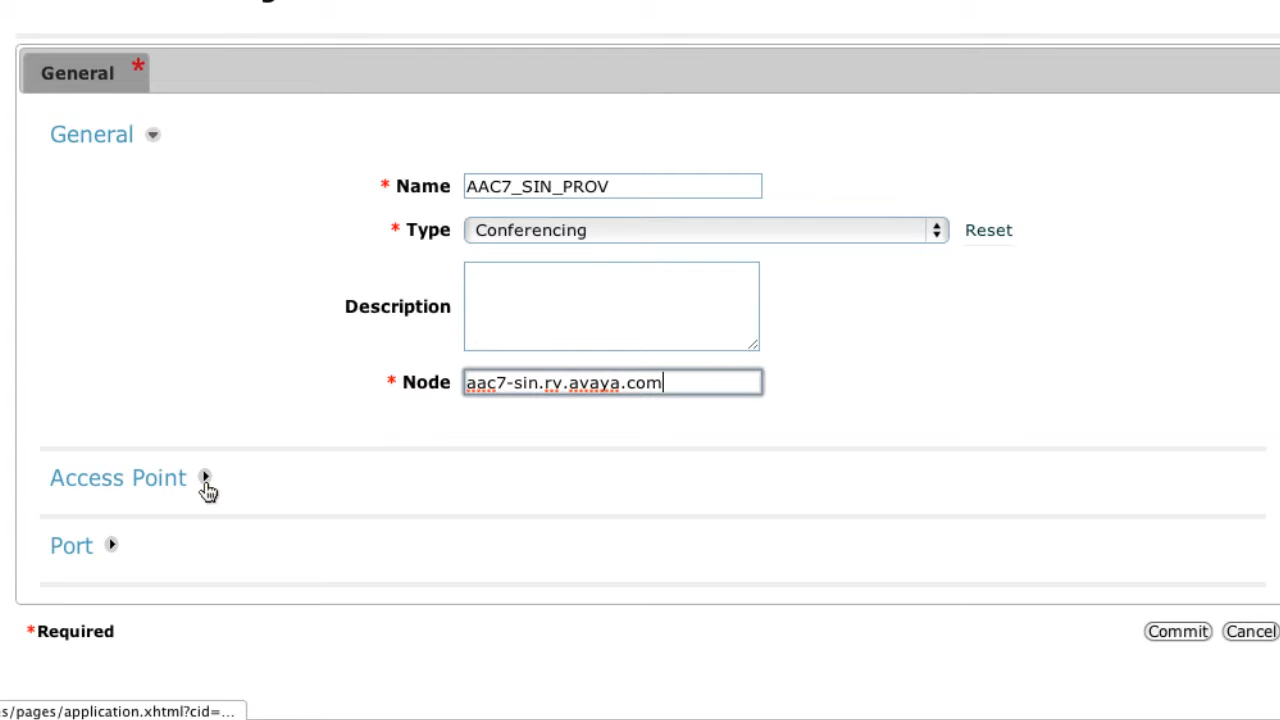 General *
General
* Name AAC7_SIN_PROV
* Type Conferencing Reset
Description
* Node aac7-sin.rv.avaya.com
Access Point
Port
*Required Commit Cancel
s/pages/application.xhtml?cid=...